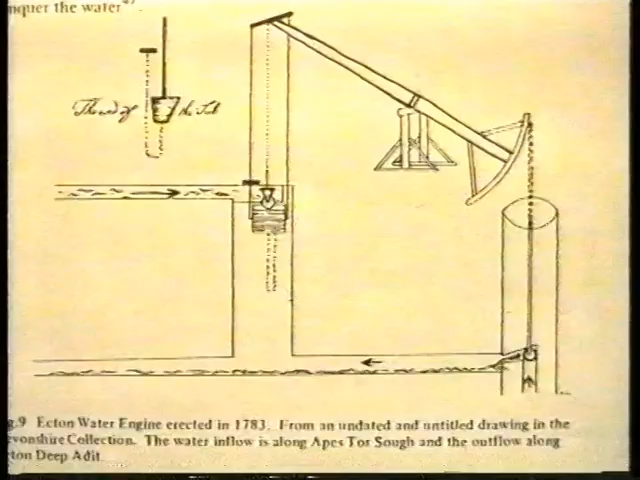 nquer the water
The end of the Tub
g.9 Ecton Water Engine erected in 1783. From an undated and untitled drawing in the
evonshire Collection. The water inflow is along Apes Tor Sough and the outflow along
ton Deep Adit